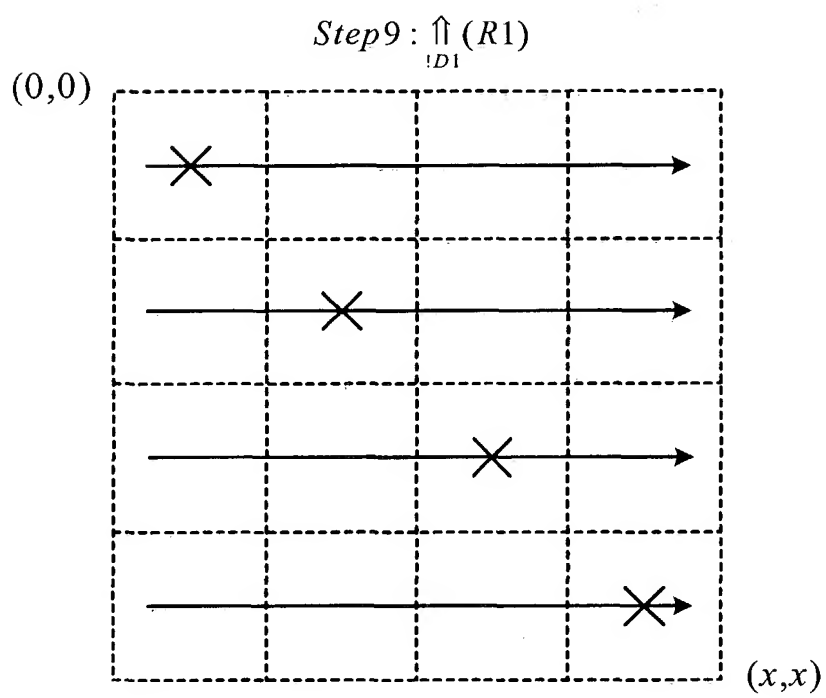 Step9 : ⇑ (R1)
!D1
(0,0)
(x,x)